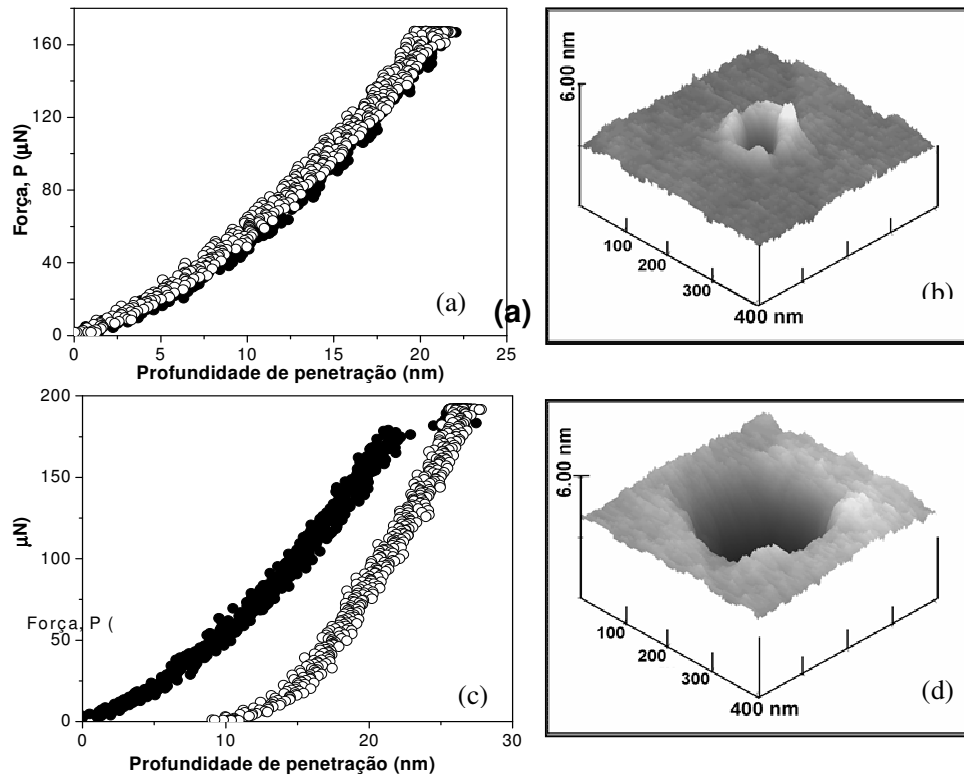 160
120
80
40
0
Força, P (µN)
0 5 10 15 20 25
Profundidade de penetração (nm)
(a)
(a)
6.00 nm
100
200
300
400 nm
(b)
200
150
100
50
0
µN)
Força, P (
0 10 20 30
Profundidade de penetração (nm)
(c)
6.00 nm
100
200
300
400 nm
(d)